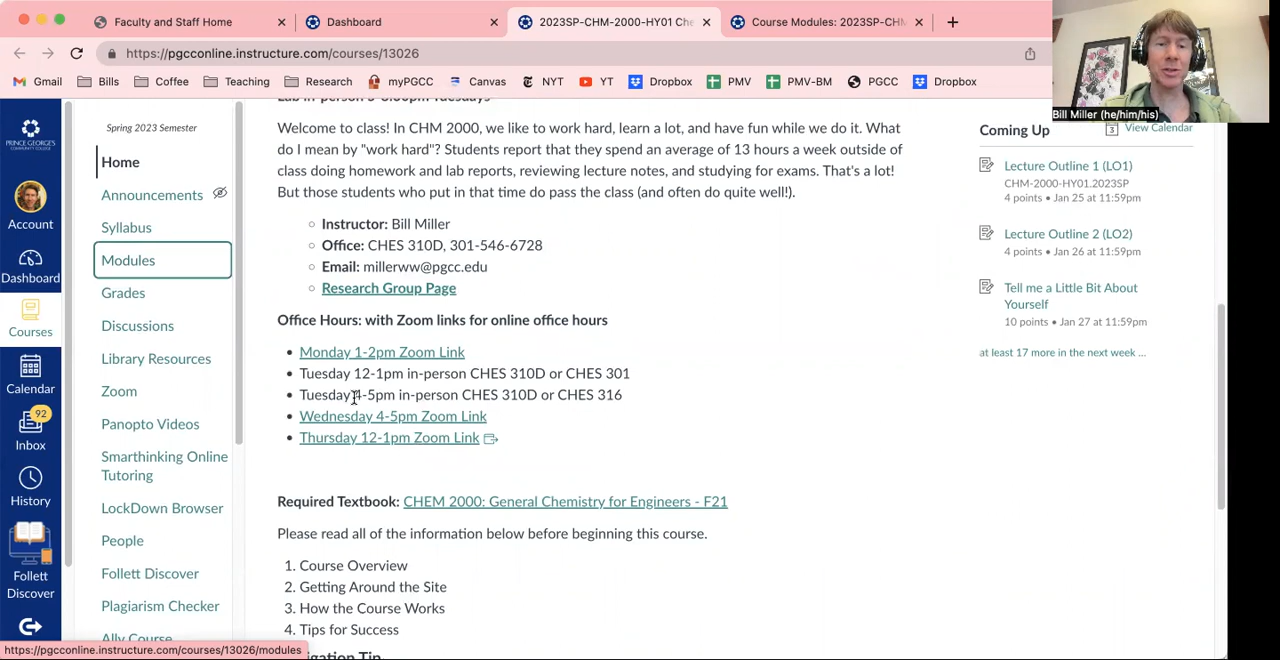 Faculty and Staff Home
Dashboard
2023SP-CHM-2000-HY01 Che
Course Modules: 2023SP-CHM
https://pgcconline.instructure.com/courses/13026
Gmail
Bills
Coffee
Teaching
Research
myPGCC
Canvas
NYT
YT
Dropbox
PMV
PMV-BM
PGCC
Dropbox
Bill Miller (he/him/his)
PRINCE GEORGE'S
COMMUNITY COLLEGE
Account
Dashboard
Courses
Calendar
92
Inbox
History
Follett
Discover
Spring 2023 Semester
Home
Announcements
Syllabus
Modules
Grades
Discussions
Library Resources
Zoom
Panopto Videos
Smarthinking Online
Tutoring
LockDown Browser
People
Follett Discover
Plagiarism Checker
Ally Course
Lab in-person 5-8:00pm Tuesdays
Welcome to class! In CHM 2000, we like to work hard, learn a lot, and have fun while we do it. What
do I mean by "work hard"? Students report that they spend an average of 13 hours a week outside of
class doing homework and lab reports, reviewing lecture notes, and studying for exams. That's a lot!
But those students who put in that time do pass the class (and often do quite well!).
Instructor: Bill Miller
Office: CHES 310D, 301-546-6728
Email: millerww@pgcc.edu
Research Group Page
Office Hours: with Zoom links for online office hours
Monday 1-2pm Zoom Link
Tuesday 12-1pm in-person CHES 310D or CHES 301
Tuesday 4-5pm in-person CHES 310D or CHES 316
Wednesday 4-5pm Zoom Link
Thursday 12-1pm Zoom Link
Required Textbook: CHEM 2000: General Chemistry for Engineers - F21
Please read all of the information below before beginning this course.
1. Course Overview
2. Getting Around the Site
3. How the Course Works
4. Tips for Success
Coming Up
3 View Calendar
Lecture Outline 1 (LO1)
CHM-2000-HY01.2023SP
4 points • Jan 25 at 11:59pm
Lecture Outline 2 (LO2)
4 points • Jan 26 at 11:59pm
Tell me a Little Bit About
Yourself
10 points • Jan 27 at 11:59pm
at least 17 more in the next week ...
https://pgcconline.instructure.com/courses/13026/modules